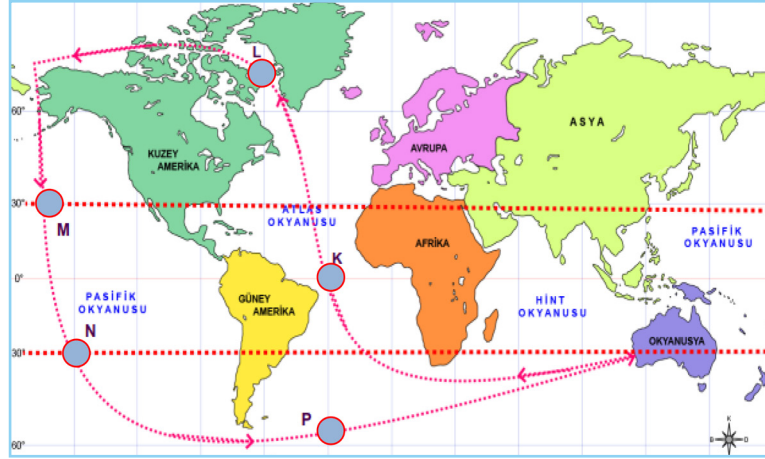 L
60°
KUZEY
AMERİKA
AVRUPA
ASYA
30°
M
ATLAS
OKYANUSU
AFRİKA
PASİFİK
OKYANUSU
K
0°
PASİFİK
OKYANUSU
GÜNEY
AMERİKA
HİNT
OKYANUSU
N
30°
OKYANUSYA
P
60°
K
B
D
G